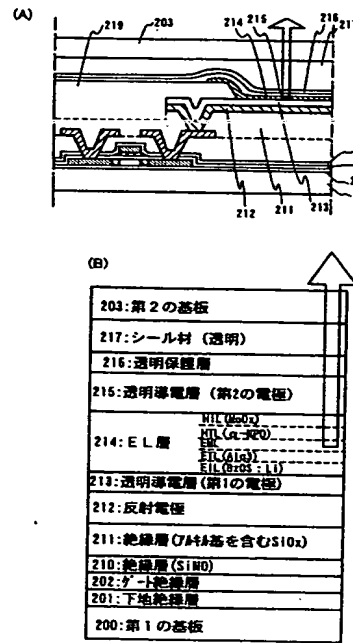 (A)
219
203
214
215
216
217
212
211
213
(B)
203:第2の基板
217:シール材 (透明)
216:透明保護層
215:透明導電層 (第2の電極)
214:EL層
HIL(MoOx)
HTL(α-NPD)
EML
ETL(Alq3)
EIL(BzOS:Li)
213:透明導電層(第1の電極)
212:反射電極
211:絶縁層(アルキル基を含むSiOx)
210:絶縁層(SiNO)
202:ゲート絶縁層
201:下地絶縁層
200:第1の基板